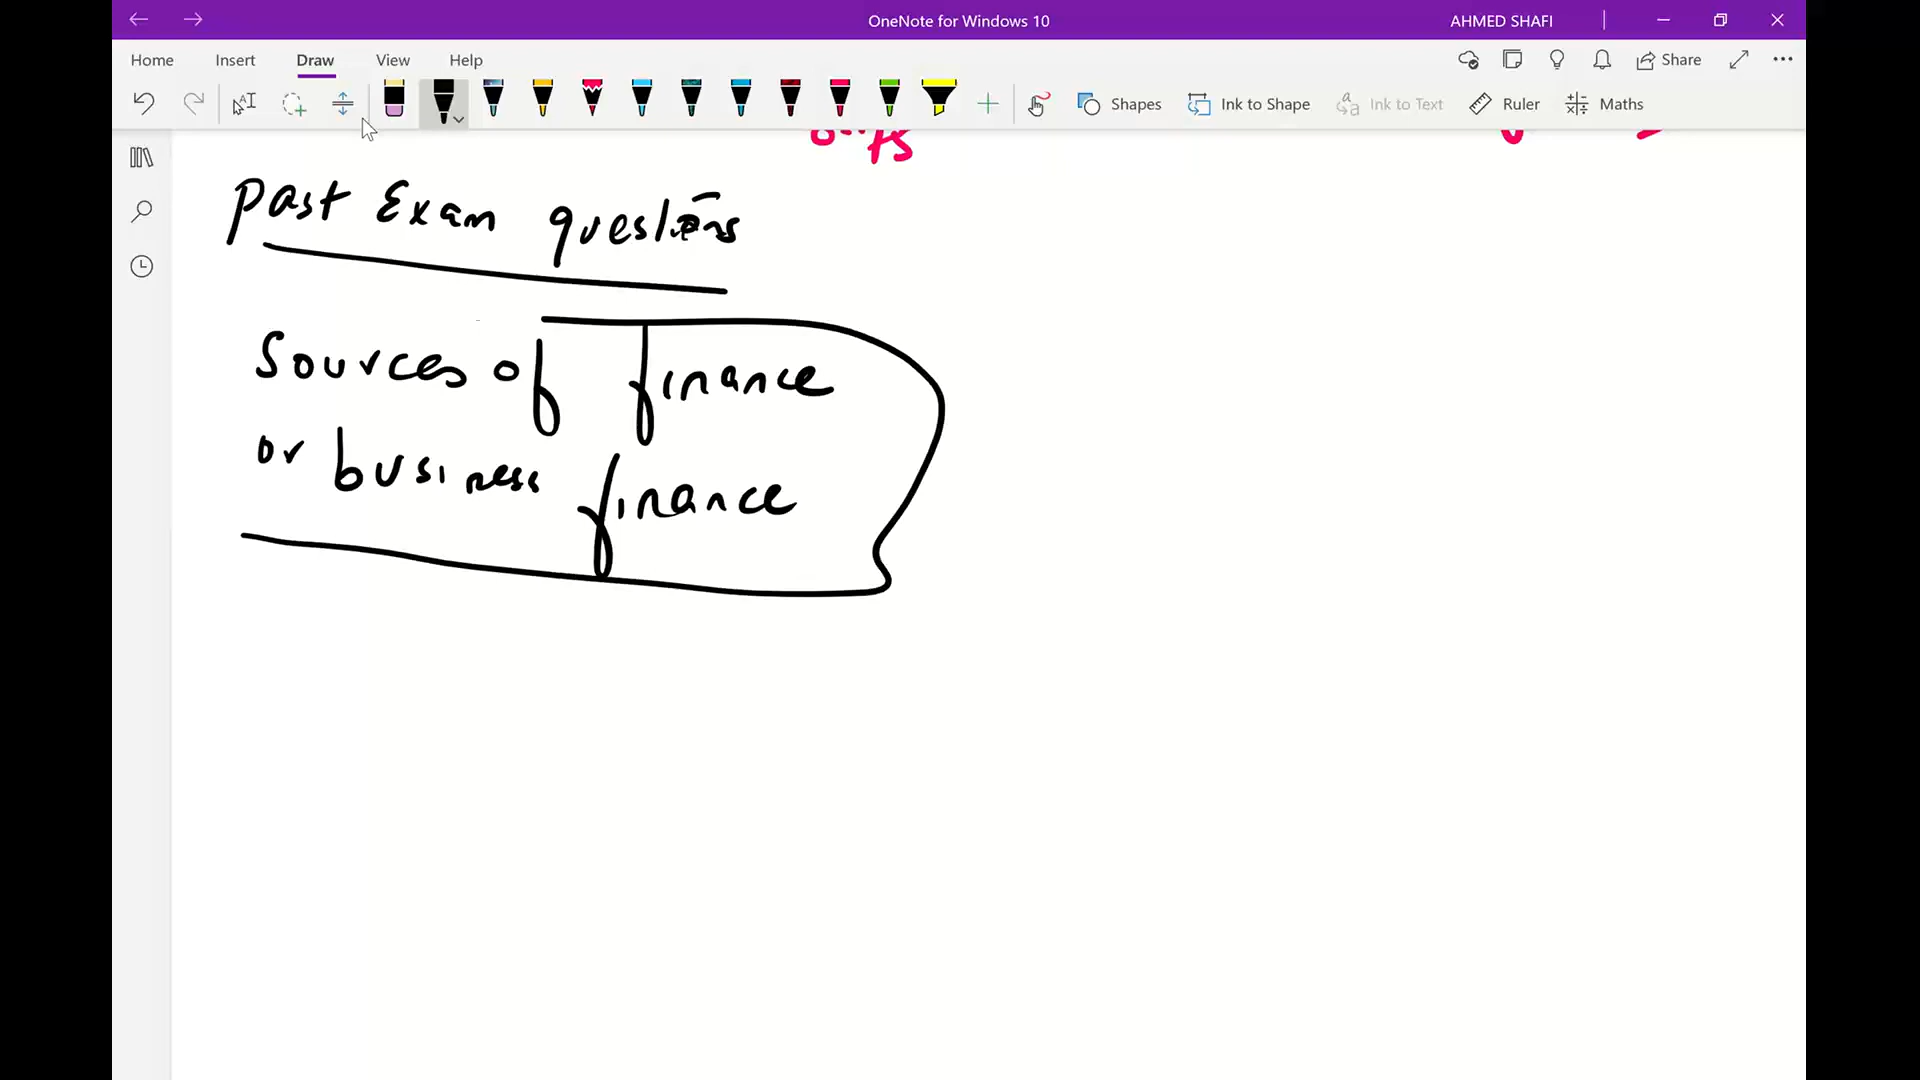 OneNote for Windows 10
AHMED SHAFI
Home Insert Draw View Help
Share
Shapes Ink to Shape Ink to Text Ruler Maths
Past Exam questions
Sources of finance
or business finance